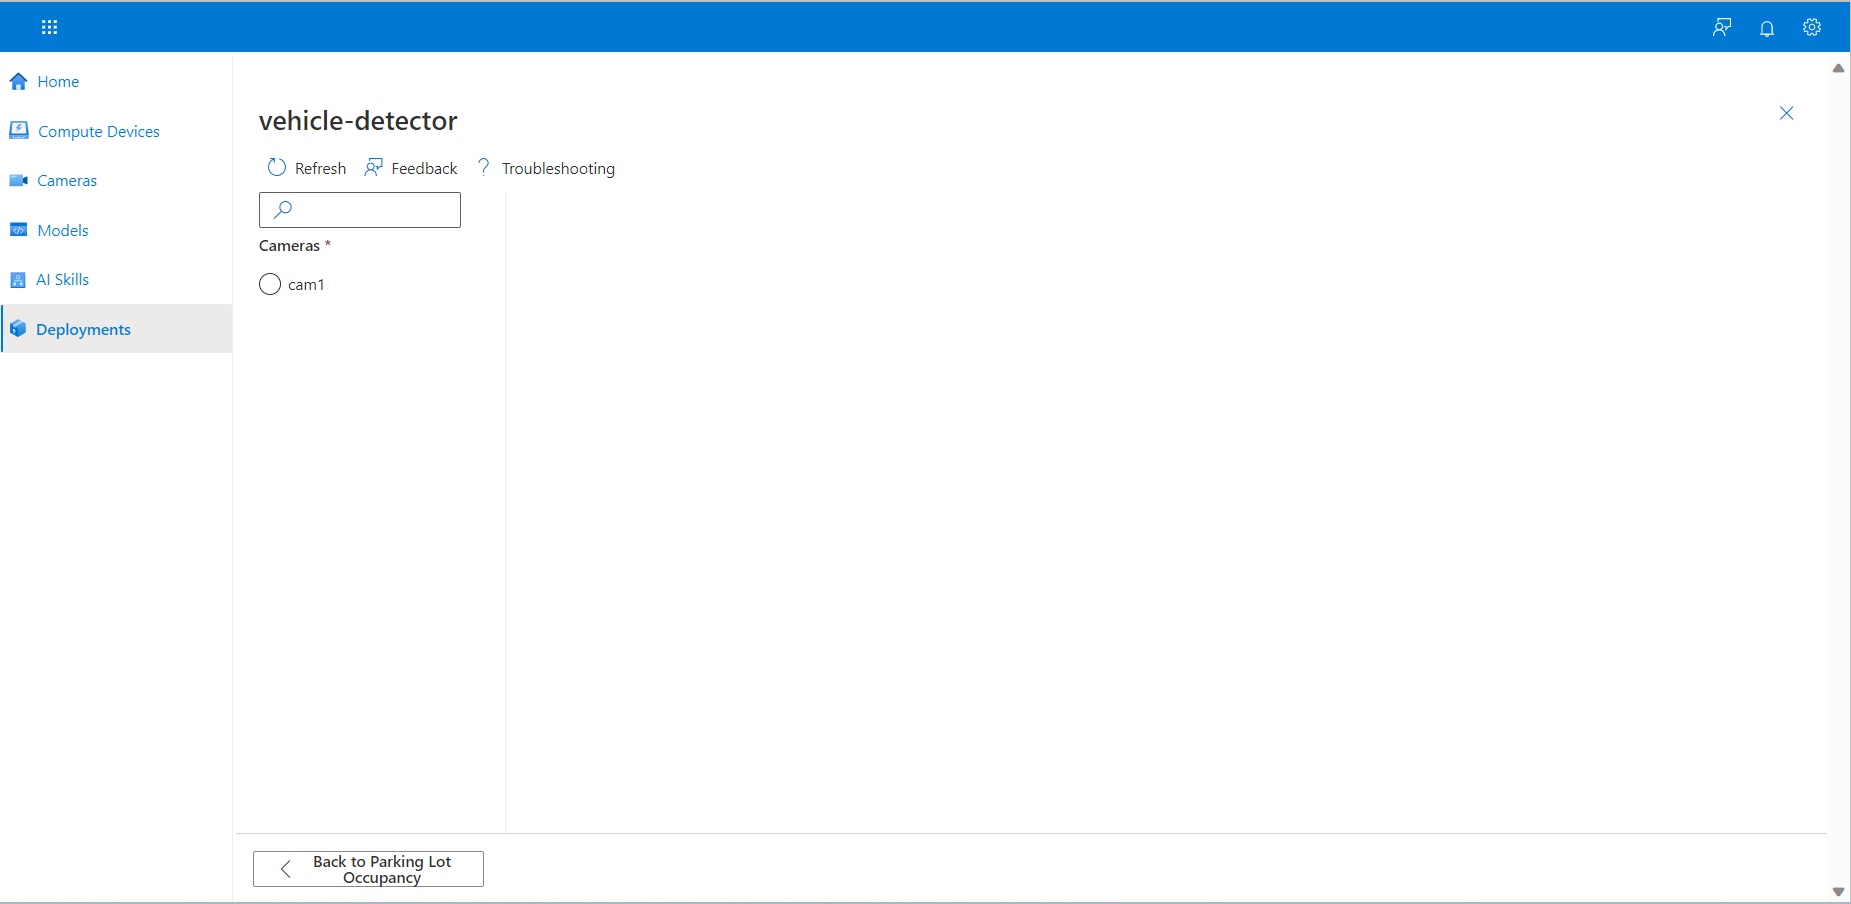 Home
Compute Devices
Cameras
Models
AI Skills
Deployments
vehicle-detector
Refresh Feedback ? Troubleshooting
Cameras *
cam1
Back to Parking Lot
Occupancy